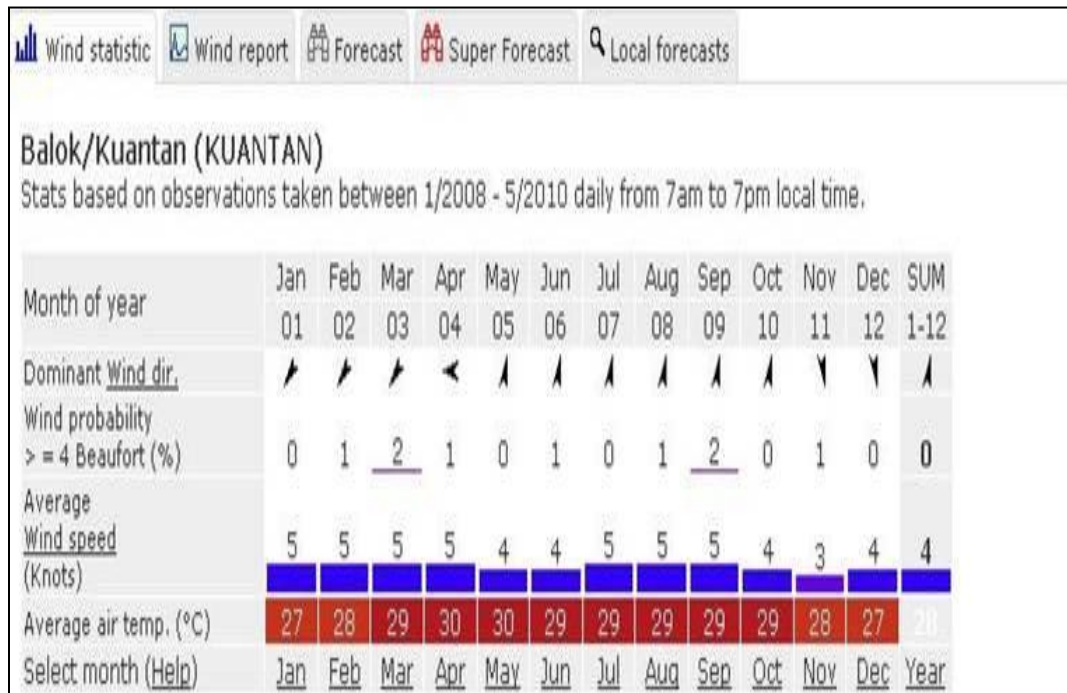 Wind statistic Wind report Forecast Super Forecast Local forecasts
Balok/Kuantan (KUANTAN)
Stats based on observations taken between 1/2008 - 5/2010 daily from 7am to 7pm local time.
Month of year
Jan Feb Mar Apr May Jun Jul Aug Sep Oct Nov Dec SUM
01 02 03 04 05 06 07 08 09 10 11 12 1-12
Dominant Wind dir.
Wind probability
> = 4 Beaufort (%) 0 1 2 1 0 1 0 1 2 0 1 0 0
Average
Wind speed 5 5 5 5 4 4 5 5 5 4 3 4 4
(Knots)
Average air temp. (°C) 27 28 29 30 30 29 29 29 29 29 28 27 28
Select month (Help) Jan Feb Mar Apr May Jun Jul Aug Sep Oct Nov Dec Year